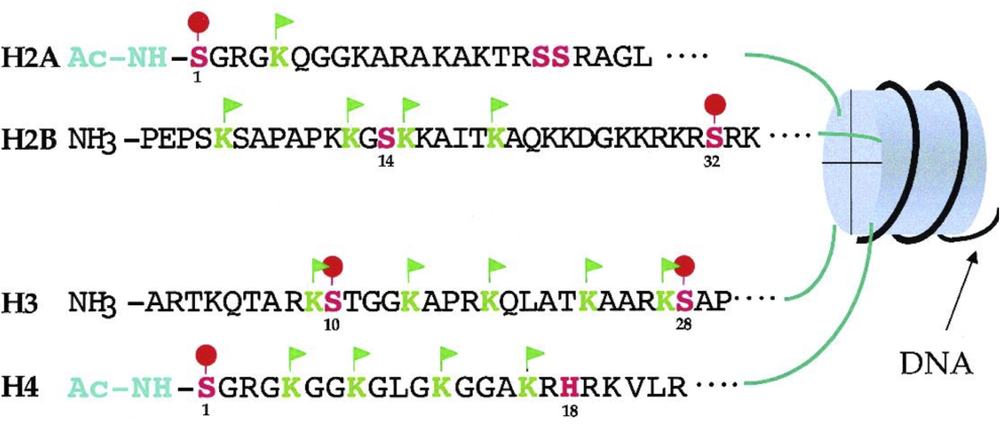 H2A Ac-NH-SGRGKQGGKARAKAKTRSSRAGL ····
1
H2B NH3 -PEPSKSAPAPKKGSKKAITKAQKKDGKKRKRSRK ····
14 32
H3 NH3 -ARTKQTARKSTGGKAPRKQLATKAARKSAP ····
10 28
DNA
H4 Ac-NH-SGRGKGGKGLGKGGAKRHRKVLR ····
1 18